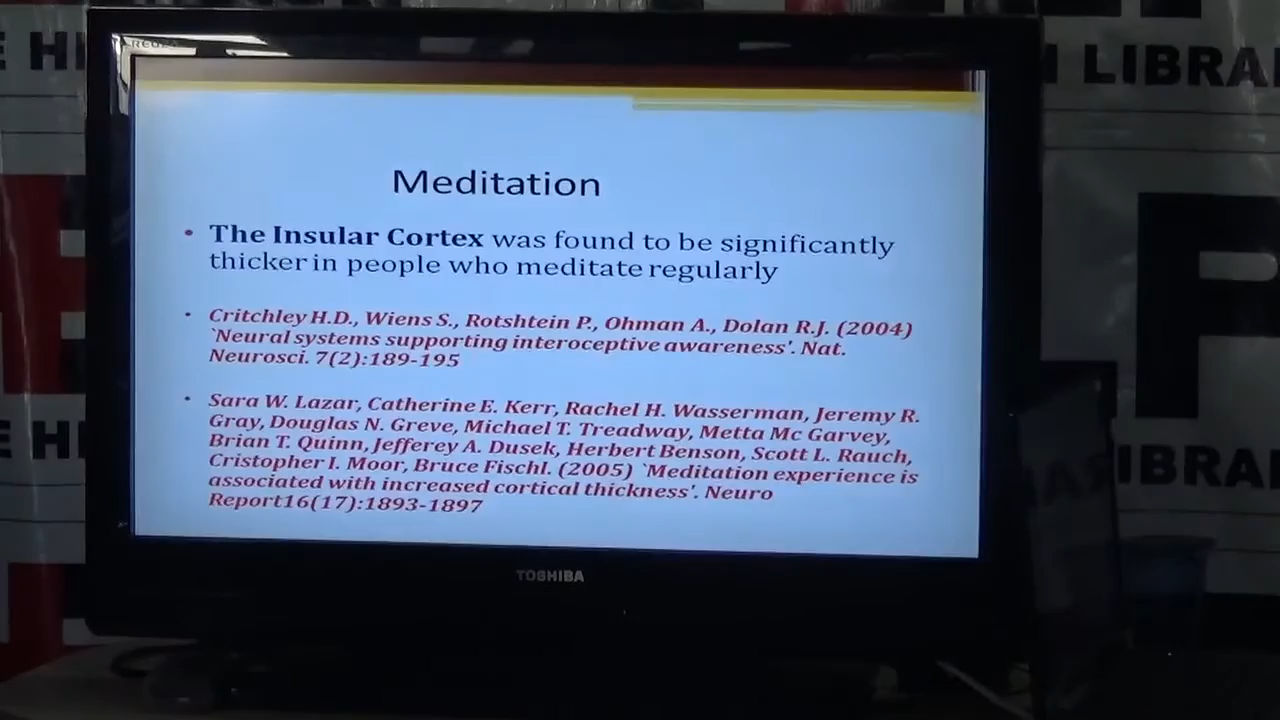 E HE
H LIBRA
Meditation
• The Insular Cortex was found to be significantly
thicker in people who meditate regularly
• Critchley H.D., Wiens S., Rotshtein P., Ohman A., Dolan R.J. (2004)
`Neural systems supporting interoceptive awareness'. Nat.
Neurosci. 7(2):189-195
• Sara W. Lazar, Catherine E. Kerr, Rachel H. Wasserman, Jeremy R.
Gray, Douglas N. Greve, Michael T. Treadway, Metta Mc Garvey,
Brian T. Quinn, Jefferey A. Dusek, Herbert Benson, Scott L. Rauch,
Cristopher I. Moor, Bruce Fischl. (2005) `Meditation experience is
associated with increased cortical thickness'. Neuro
Report16(17):1893-1897
E HE
IBRA
TOSHIBA